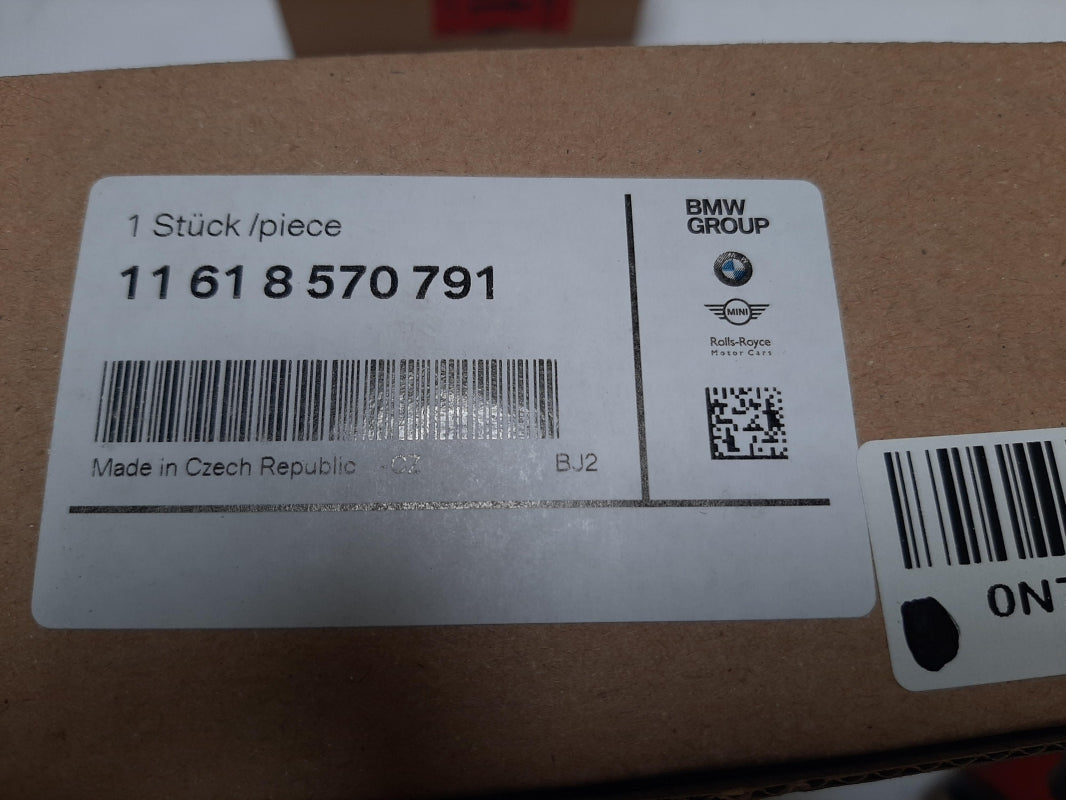 1 Stück /piece
11 61 8 570 791
Made in Czech Republic -CZ
BJ2
BMW
GROUP
MINI
Rolls-Royce
Motor Cars